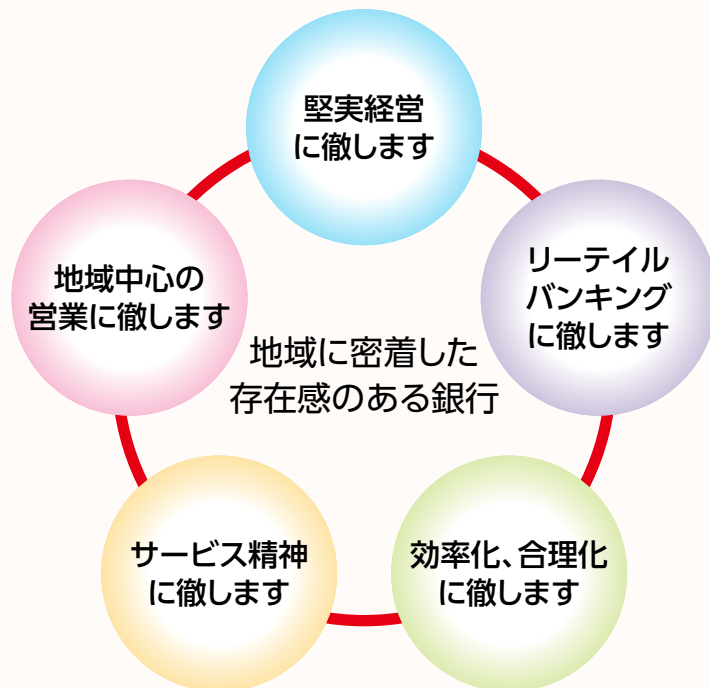 堅実経営
に徹します
リーテイル
バンキング
に徹します
効率化、合理化
に徹します
サービス精神
に徹します
地域中心の
営業に徹します
地域に密着した
存在感のある銀行